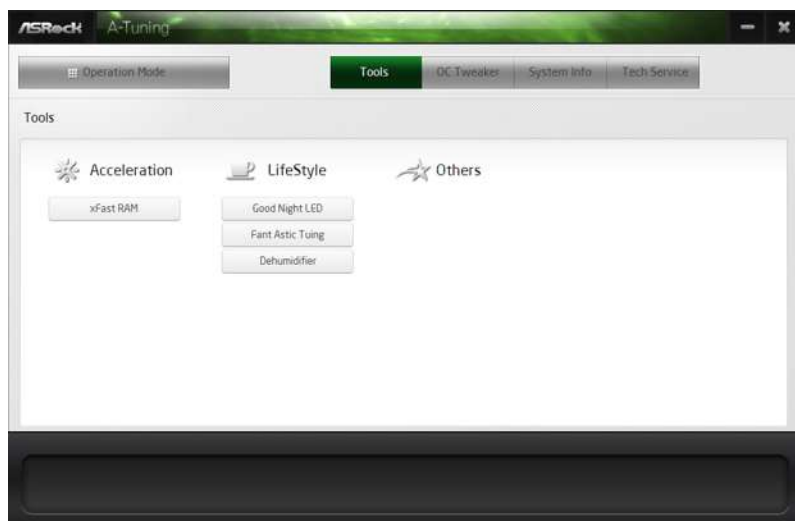 ASRock A-Tuning
Operation Mode
Tools OC Tweaker System Info Tech Service
Tools
Acceleration LifeStyle Others
xFast RAM Good Night LED
Fant Astic Tuing
Dehumidifier